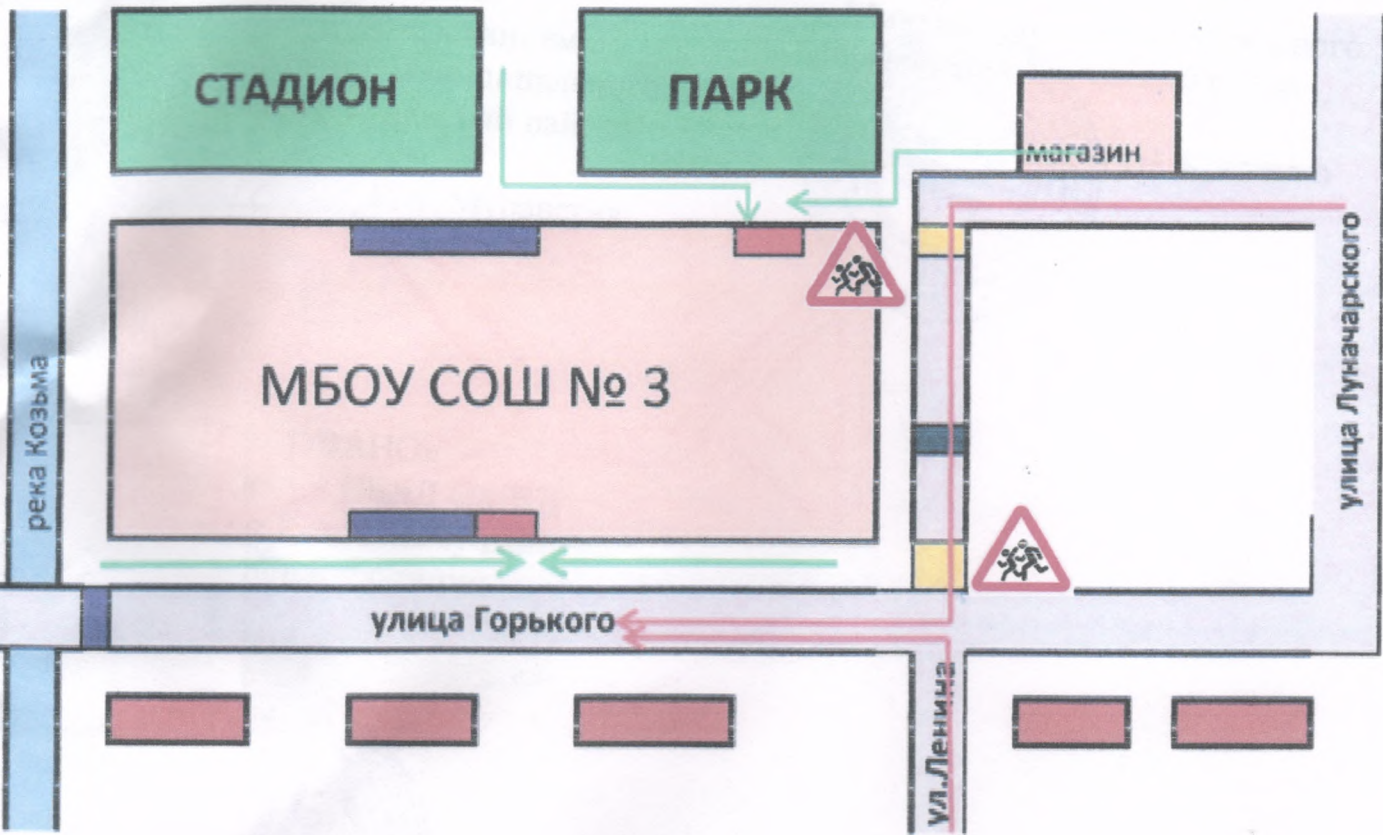 СТАДИОН
ПАРК
магазин
МБОУ СОШ № 3
река Козьма
улица Луначарского
улица Горького
ул.Ленина